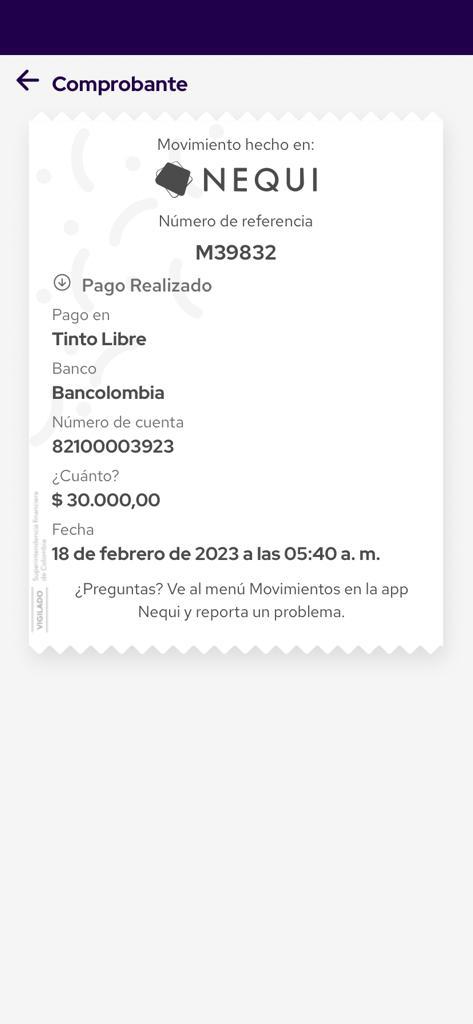 Comprobante
Movimiento hecho en:
NEQUI
Número de referencia
M39832
Pago Realizado
Pago en
Tinto Libre
Banco
Bancolombia
Número de cuenta
82100003923
¿Cuánto?
$ 30.000,00
Fecha
18 de febrero de 2023 a las 05:40 a. m.
¿Preguntas? Ve al menú Movimientos en la app
Nequi y reporta un problema.
VIGILADO
Superintendencia financiera
de Colombia